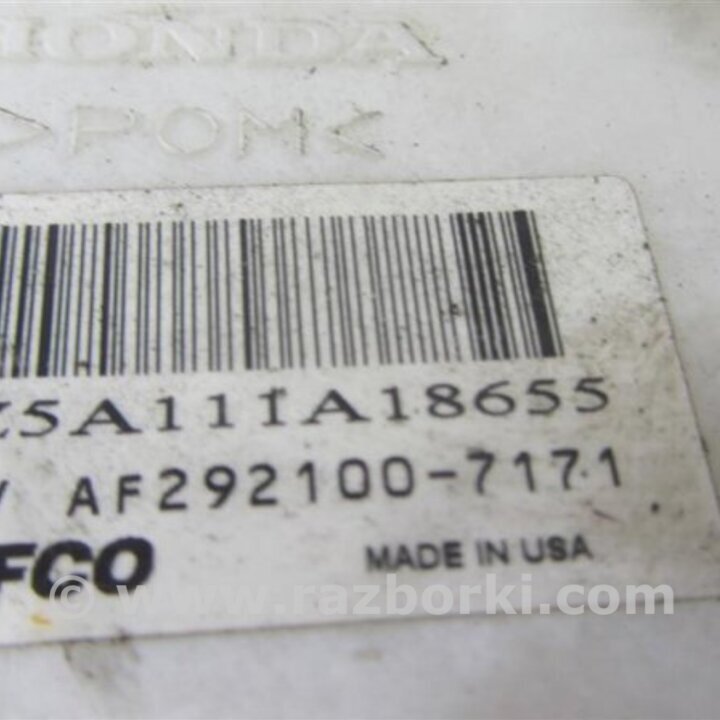 HONDA
>POM<
Z5A111A18655
V AF292100-7171
FCO
MADE IN USA
© www.razborki.com